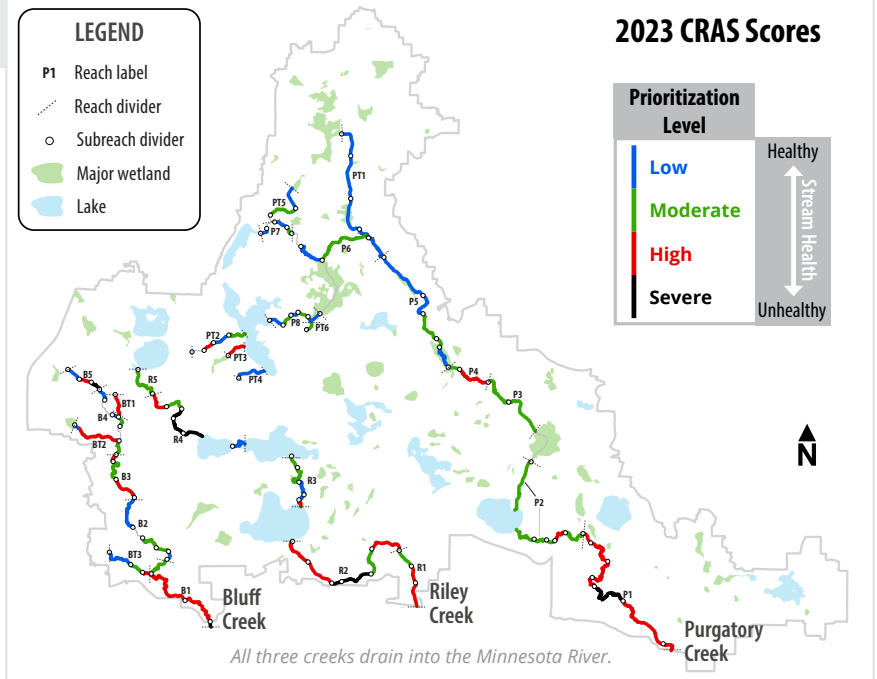 2023 CRAS Scores
LEGEND
P1 Reach label
Reach divider
Subreach divider
Major wetland
Lake
Prioritization
Level
Low
Moderate
High
Severe
Healthy
Stream Health
Unhealthy
PT1
PT5
P7
P6
P5
P8
PT6
PT2
PT3
PT4
P4
P3
B5
R5
BT1
B4
R4
BT2
B3
R3
P2
B2
BT3
R2
R1
B1
P1
N
Bluff
Creek
Riley
Creek
Purgatory
Creek
All three creeks drain into the Minnesota River.